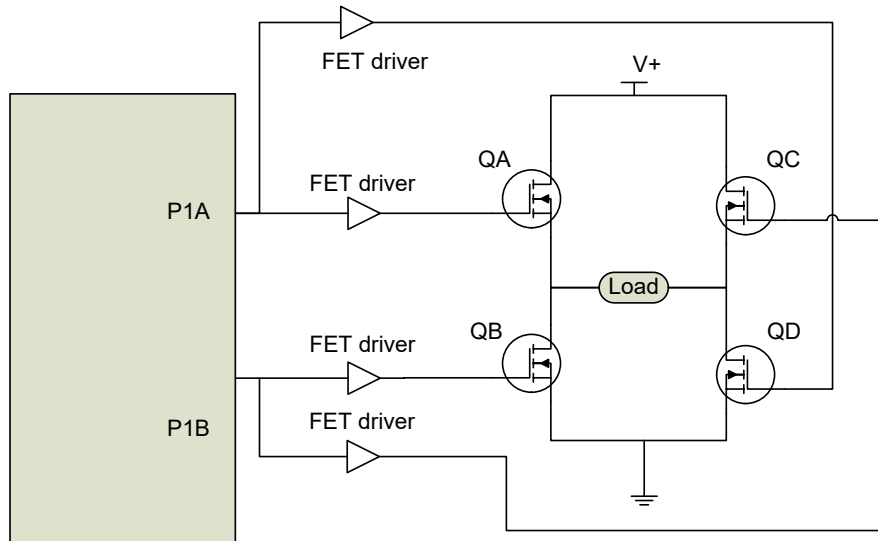 FET driver
V+
QA
QC
FET driver
P1A
Load
QB
QD
FET driver
P1B
FET driver